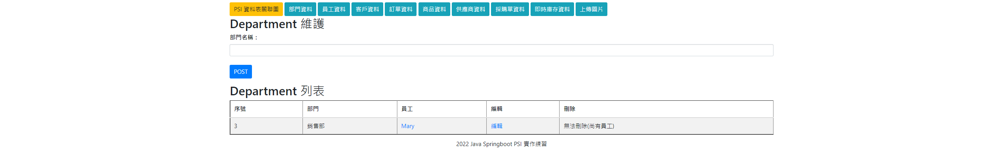 PSI 資料表關聯圖 部門資料 員工資料 客戶資料 訂單資料 商品資料 供應商資料 採購單資料 即時庫存資料 上傳圖片
Department 維護
部門名稱：
POST
Department 列表
序號 部門 員工 編輯 刪除
3 銷售部 Mary 編輯 無法刪除(尚有員工)
2022 Java Springboot PSI 實作練習